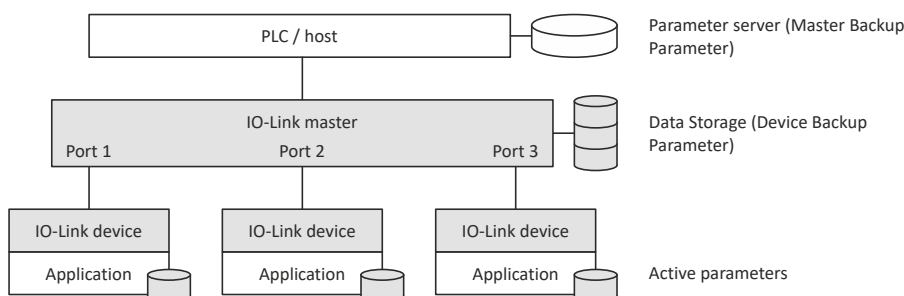 PLC / host
Parameter server (Master Backup
Parameter)
IO-Link master
Port 1
Port 2
Port 3
Data Storage (Device Backup
Parameter)
IO-Link device
IO-Link device
IO-Link device
Application
Application
Application
Active parameters